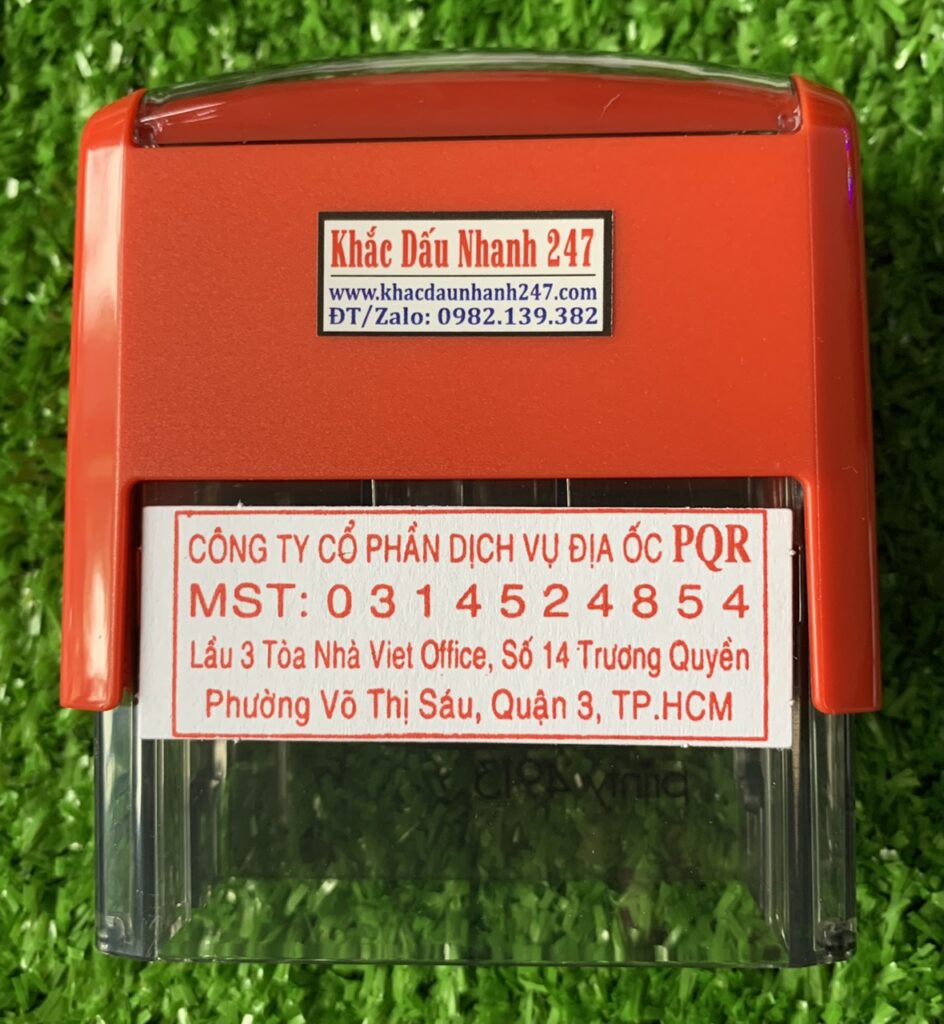 Khắc Dấu Nhanh 247
www.khacdaunhanh247.com
ĐT/Zalo: 0982.139.382
CÔNG TY CỔ PHẦN DỊCH VỤ ĐỊA ỐC PQR
MST: 0 3 1 4 5 2 4 8 5 4
Lầu 3 Tòa Nhà Viet Office, Số 14 Trương Quyền
Phường Võ Thị Sáu, Quận 3, TP.HCM
printy 4913